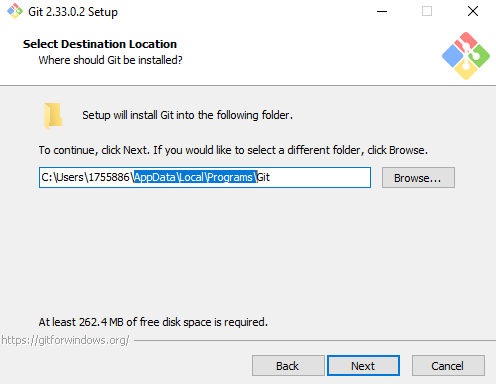 Git 2.33.0.2 Setup
Select Destination Location
Where should Git be installed?
Setup will install Git into the following folder.
To continue, click Next. If you would like to select a different folder, click Browse.
C:\Users\1755886\AppData\Local\Programs\Git
Browse...
At least 262.4 MB of free disk space is required.
https://gitforwindows.org/
Back
Next
Cancel